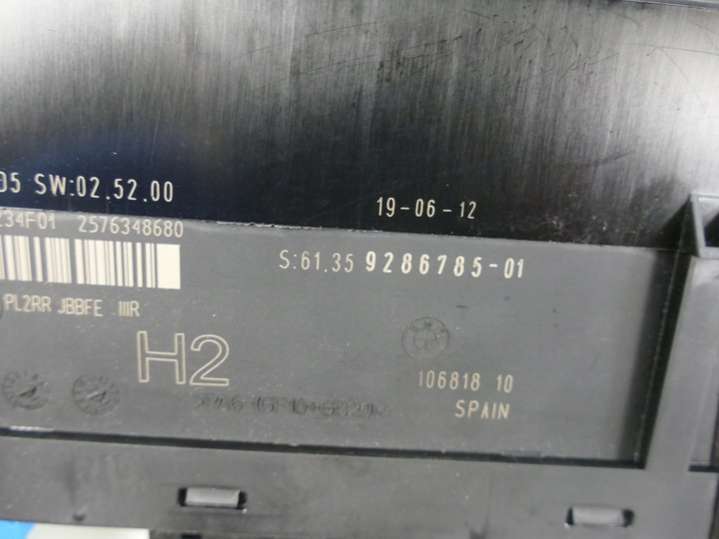 05 SW:02.52.00
19-06-12
234F01 2576348680
S:61.35 9286785-01
PL2RR JBBFE IIIR
H2
106818 10
SPAIN